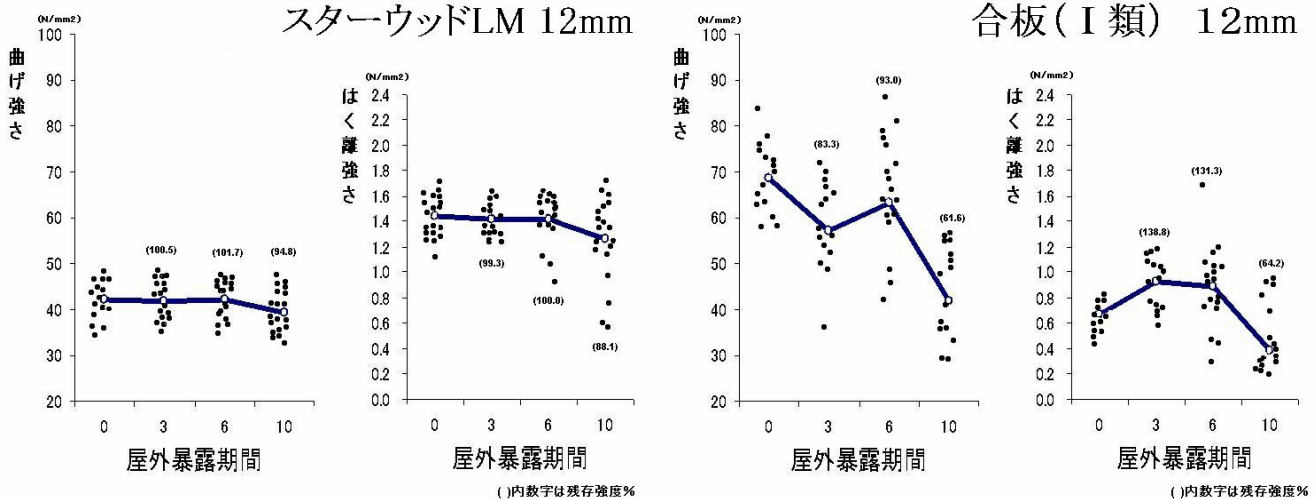 スターウッドLM 12mm
(N/mm2)
曲げ強さ
100
90
80
70
60
50
40
30
20
(100.5)
(101.7)
(94.8)
0 3 6 10
屋外暴露期間
(N/mm2)
はく離強さ
2.4
2.2
2.0
1.8
1.6
1.4
1.2
1.0
0.8
0.6
0.4
0.2
0.0
(99.3)
(100.0)
(88.1)
0 3 6 10
屋外暴露期間
( )内数字は残存強度%
合板(Ⅰ類) 12mm
(N/mm2)
曲げ強さ
100
90
80
70
60
50
40
30
20
(83.3)
(93.0)
(61.6)
0 3 6 10
屋外暴露期間
(N/mm2)
はく離強さ
2.4
2.2
2.0
1.8
1.6
1.4
1.2
1.0
0.8
0.6
0.4
0.2
0.0
(138.8)
(131.3)
(64.2)
0 3 6 10
屋外暴露期間
( )内数字は残存強度%